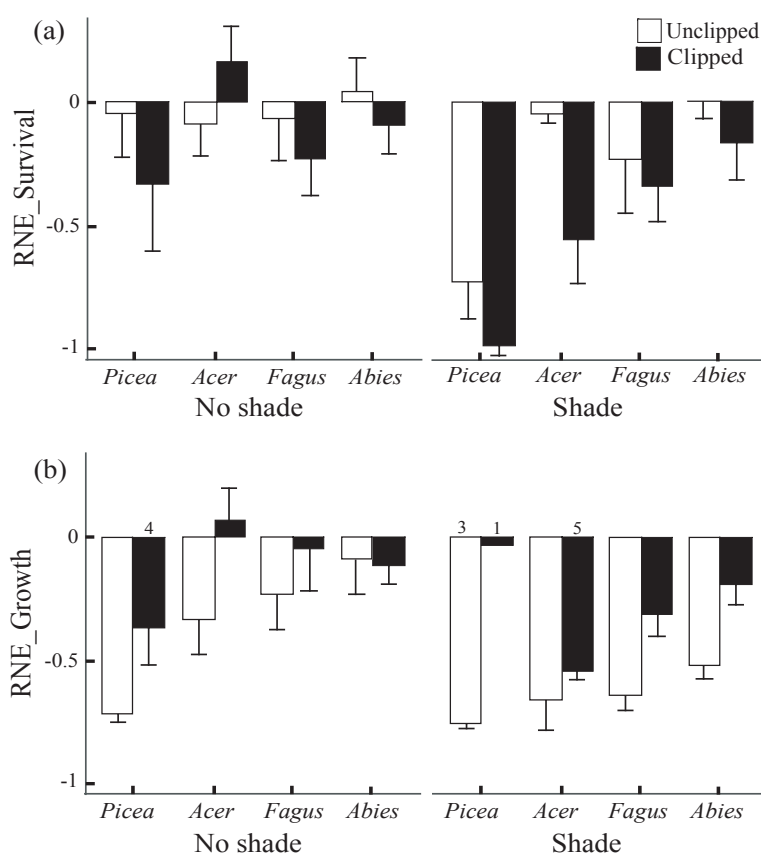 (a)
Unclipped
Clipped
RNE_Survival
0
-0.5
-1
Picea Acer Fagus Abies Picea Acer Fagus Abies
No shade Shade
(b)
RNE_Growth
4 3 1 5
0
-0.5
-1
Picea Acer Fagus Abies Picea Acer Fagus Abies
No shade Shade